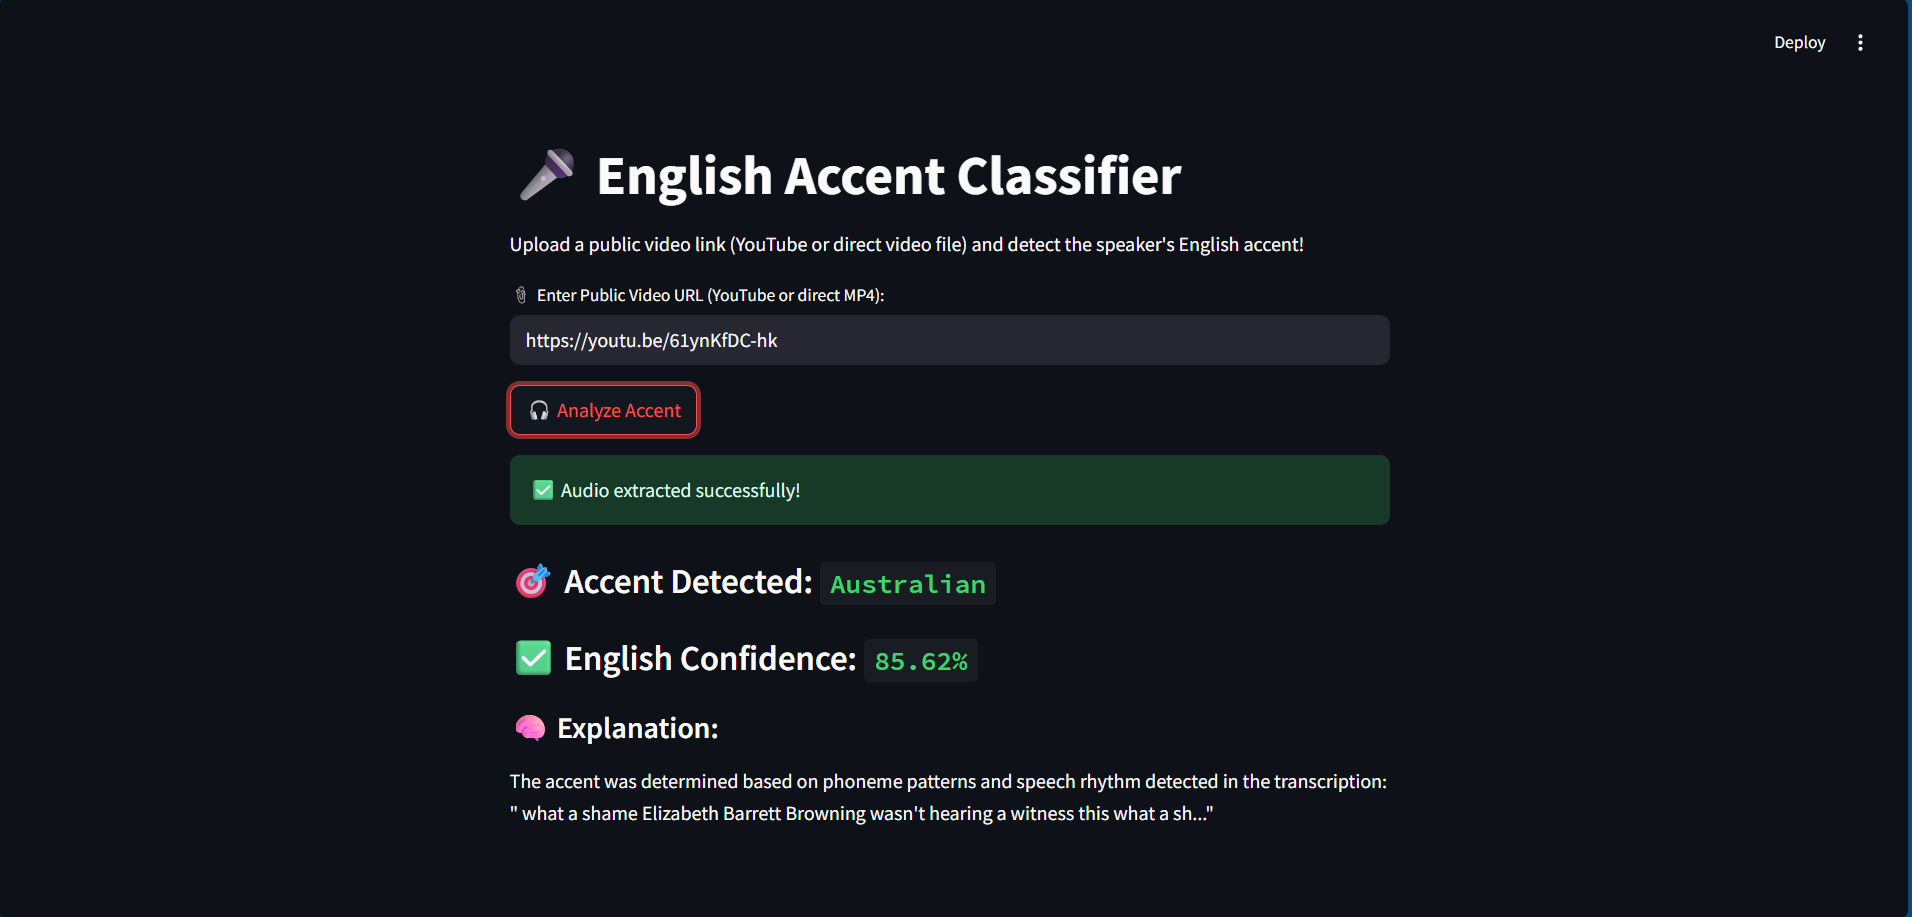 Deploy
🎤 English Accent Classifier
Upload a public video link (YouTube or direct video file) and detect the speaker's English accent!
📎 Enter Public Video URL (YouTube or direct MP4):
https://youtu.be/61ynKfDC-hk
🎧 Analyze Accent
✅ Audio extracted successfully!
🎯 Accent Detected: Australian
✅ English Confidence: 85.62%
🧠 Explanation:
The accent was determined based on phoneme patterns and speech rhythm detected in the transcription:
" what a shame Elizabeth Barrett Browning wasn't hearing a witness this what a sh..."